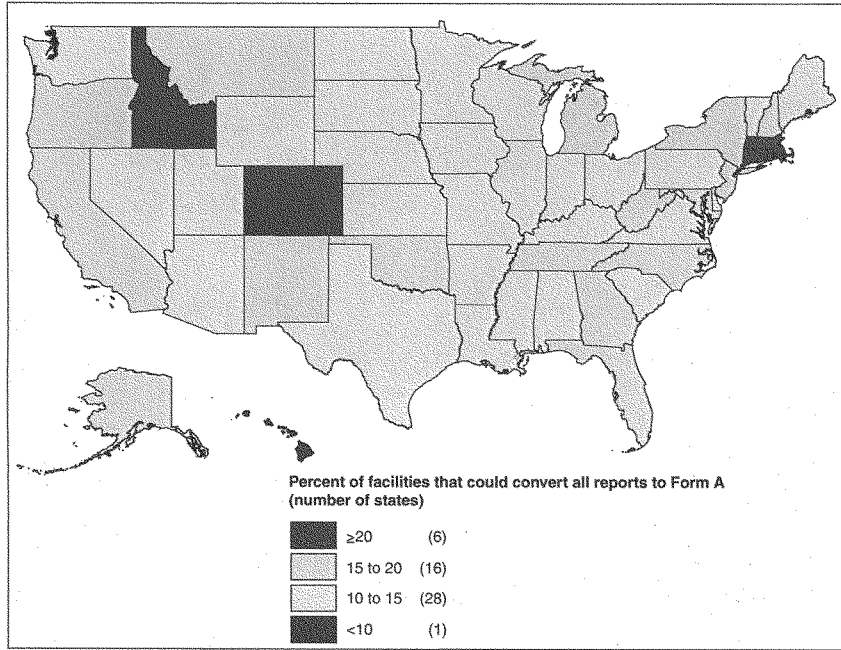 Percent of facilities that could convert all reports to Form A
(number of states)
≥20 (6)
15 to 20 (16)
10 to 15 (28)
<10 (1)